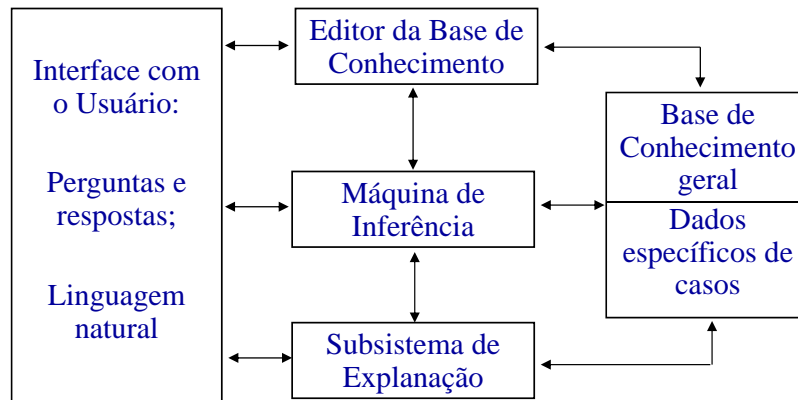 Interface com
o Usuário:
Perguntas e
respostas;
Linguagem
natural
Editor da Base de
Conhecimento
Máquina de
Inferência
Subsistema de
Explanação
Base de
Conhecimento
geral
Dados
específicos de
casos